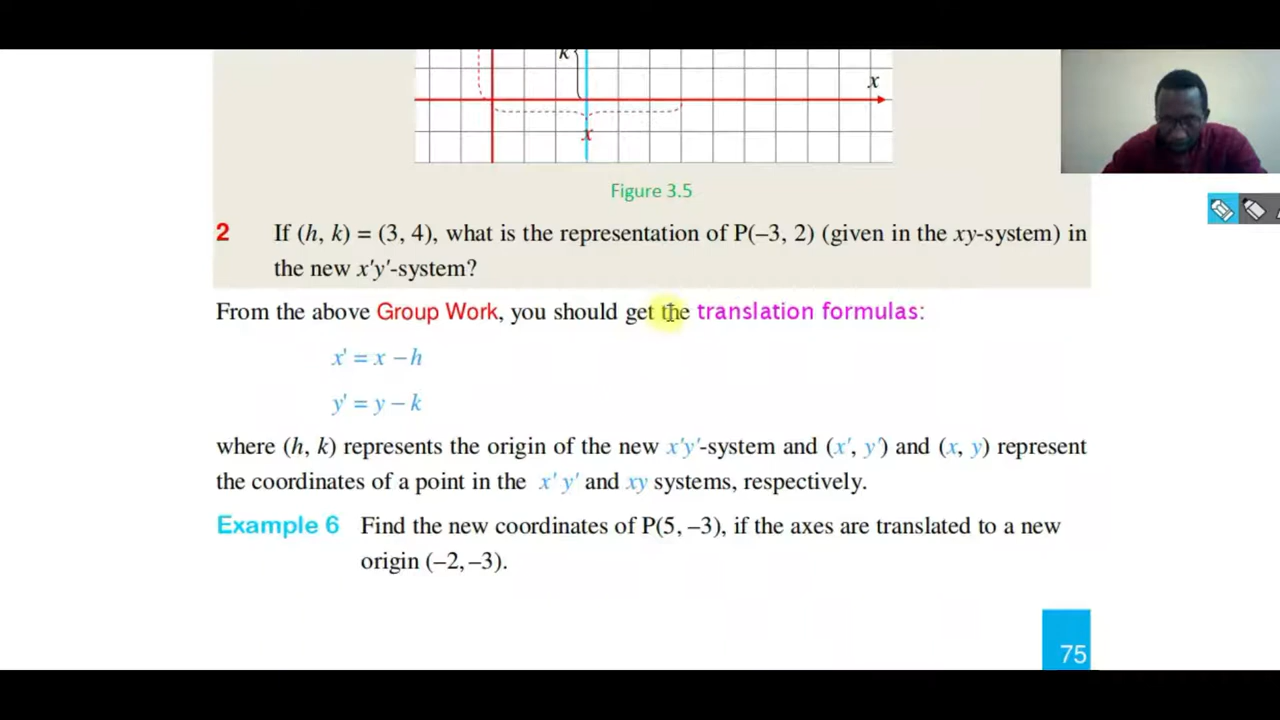 k
x
x
Figure 3.5
2 If (h, k) = (3, 4), what is the representation of P(–3, 2) (given in the xy-system) in
the new x'y'-system?
From the above Group Work, you should get the translation formulas:
x' = x – h
y' = y – k
where (h, k) represents the origin of the new x'y'-system and (x', y') and (x, y) represent
the coordinates of a point in the x' y' and xy systems, respectively.
Example 6 Find the new coordinates of P(5, –3), if the axes are translated to a new
origin (–2, –3).
75